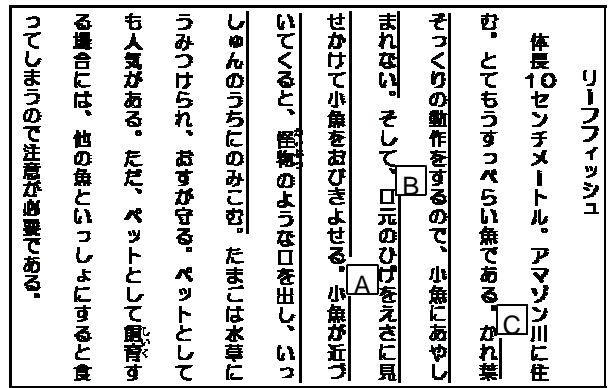 リーフフィッシュ
体長10センチメートル。アマゾン川に住
む。とてもうすっぺらい魚である。かれ葉
C
そっくりの動作をするので、小魚にあやし
まれない。そして、口元のひげをえさに見
B
せかけて小魚をおびきよせる。小魚が近づ
A
いてくると、怪物のような口を出し、いっ
かいぶつ
しゅんのうちにのみこむ。たまごは水草に
うみつけられ、おすが守る。ペットとして
も人気がある。ただ、ペットとして飼育す
しいく
る場合には、他の魚といっしょにすると食
ってしまうので注意が必要である。